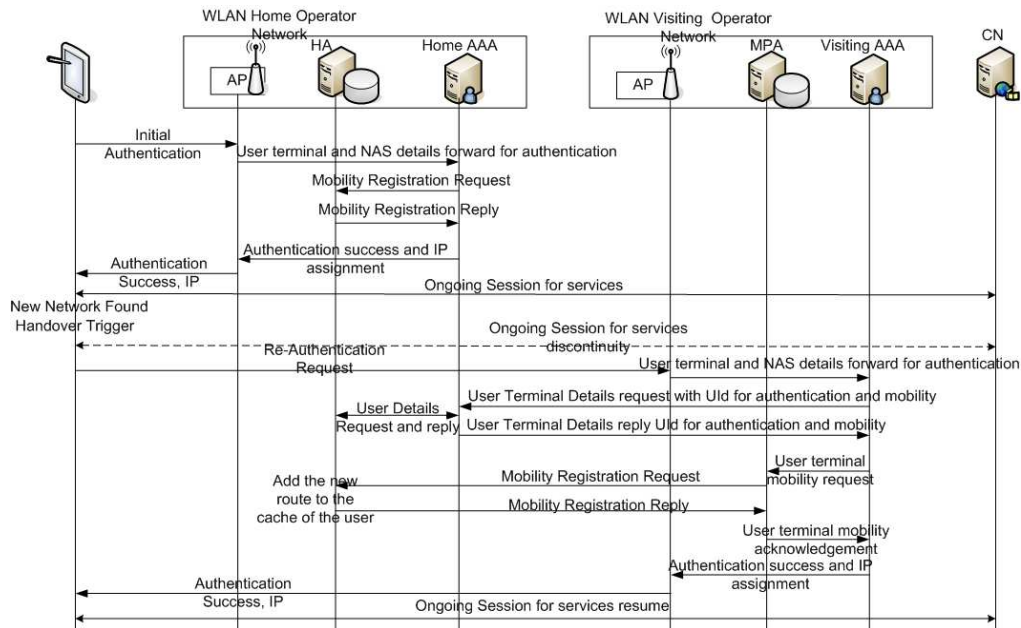 WLAN Home Operator
Network
WLAN Visiting Operator
Network
CN
HA
Home AAA
MPA
Visiting AAA
AP
AP
Initial
Authentication
User terminal and NAS details forward for authentication
Mobility Registration Request
Mobility Registration Reply
Authentication success and IP
assignment
Authentication
Success, IP
Ongoing Session for services
New Network Found
Handover Trigger
Ongoing Session for services
discontinuity
Re-Authentication
Request
User terminal and NAS details forward for authentication
User Terminal Details request with UId for authentication and mobility
User Details
Request and reply
User Terminal Details reply UId for authentication and mobility
User terminal
mobility request
Mobility Registration Request
Add the new
route to the
cache of the user
Mobility Registration Reply
User terminal mobility
acknowledgement
Authentication success and IP
assignment
Authentication
Success, IP
Ongoing Session for services resume